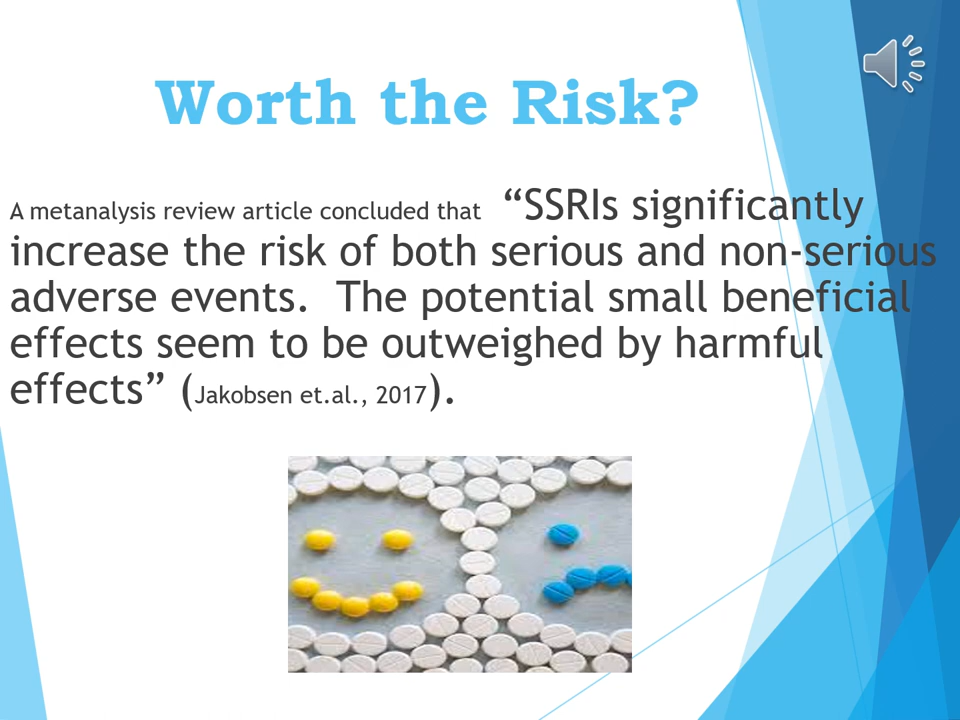 Worth the Risk?
A metanalysis review article concluded that “SSRIs significantly
increase the risk of both serious and non-serious
adverse events.  The potential small beneficial
effects seem to be outweighed by harmful
effects” (Jakobsen et.al., 2017).